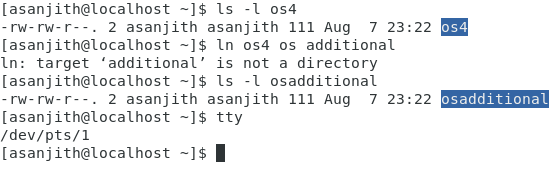 [asanjith@localhost ~]$ ls -l os4
-rw-rw-r--. 2 asanjith asanjith 111 Aug  7 23:22 os4
[asanjith@localhost ~]$ ln os4 os additional
ln: target ‘additional’ is not a directory
[asanjith@localhost ~]$ ls -l osadditional
-rw-rw-r--. 2 asanjith asanjith 111 Aug  7 23:22 osadditional
[asanjith@localhost ~]$ tty
/dev/pts/1
[asanjith@localhost ~]$